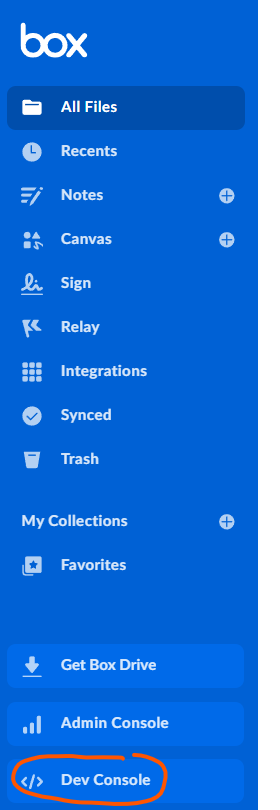 box
All Files
Recents
Notes
Canvas
Sign
Relay
Integrations
Synced
Trash
My Collections
Favorites
Get Box Drive
Admin Console
Dev Console